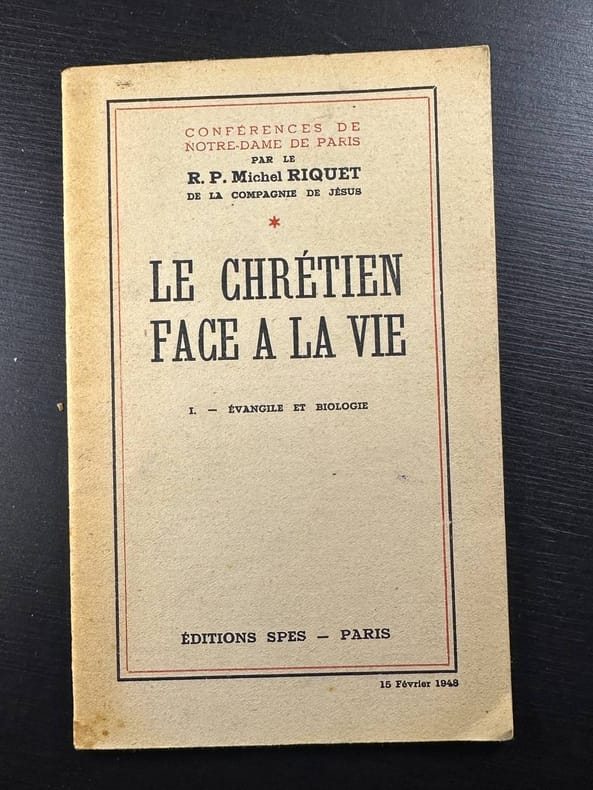 CONFÉRENCES DE
NOTRE-DAME DE PARIS
PAR LE
R. P. Michel RIQUET
DE LA COMPAGNIE DE JÉSUS
*
LE CHRÉTIEN
FACE A LA VIE
I. — ÉVANGILE ET BIOLOGIE
ÉDITIONS SPES — PARIS
15 Février 1948